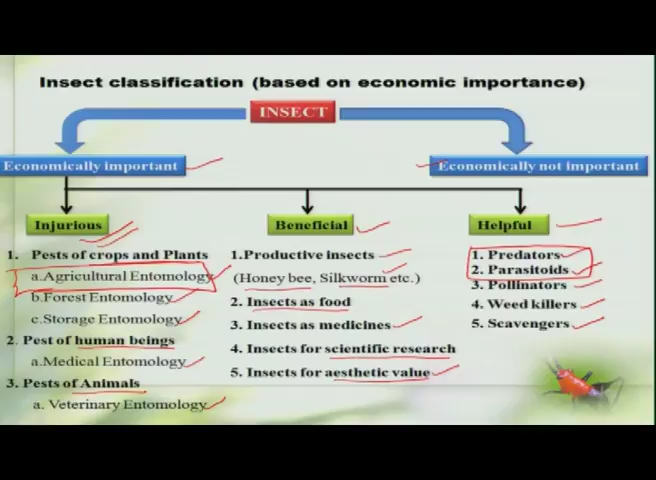 Insect classification (based on economic importance)
INSECT
Economically important
Economically not important
Injurious
Beneficial
Helpful
1. Pests of crops and Plants
a.Agricultural Entomology
b.Forest Entomology
c.Storage Entomology
2. Pest of human beings
a.Medical Entomology
3. Pests of Animals
a. Veterinary Entomology
1.Productive insects
(Honey bee, Silkworm etc.)
2. Insects as food
3. Insects as medicines
4. Insects for scientific research
5. Insects for aesthetic value
1. Predators
2. Parasitoids
3. Pollinators
4. Weed killers
5. Scavengers